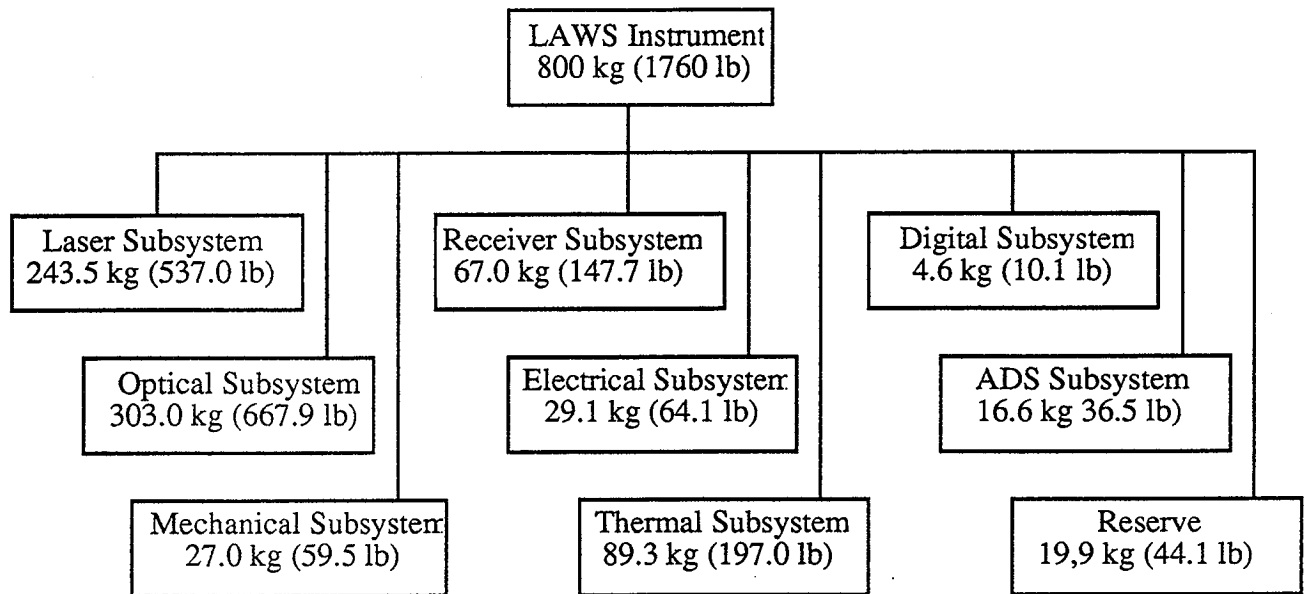 LAWS Instrument
800 kg (1760 lb)
Laser Subsystem
243.5 kg (537.0 lb)
Receiver Subsystem
67.0 kg (147.7 lb)
Digital Subsystem
4.6 kg (10.1 lb)
Optical Subsystem
303.0 kg (667.9 lb)
Electrical Subsystem
29.1 kg (64.1 lb)
ADS Subsystem
16.6 kg 36.5 lb)
Mechanical Subsystem
27.0 kg (59.5 lb)
Thermal Subsystem
89.3 kg (197.0 lb)
Reserve
19,9 kg (44.1 lb)